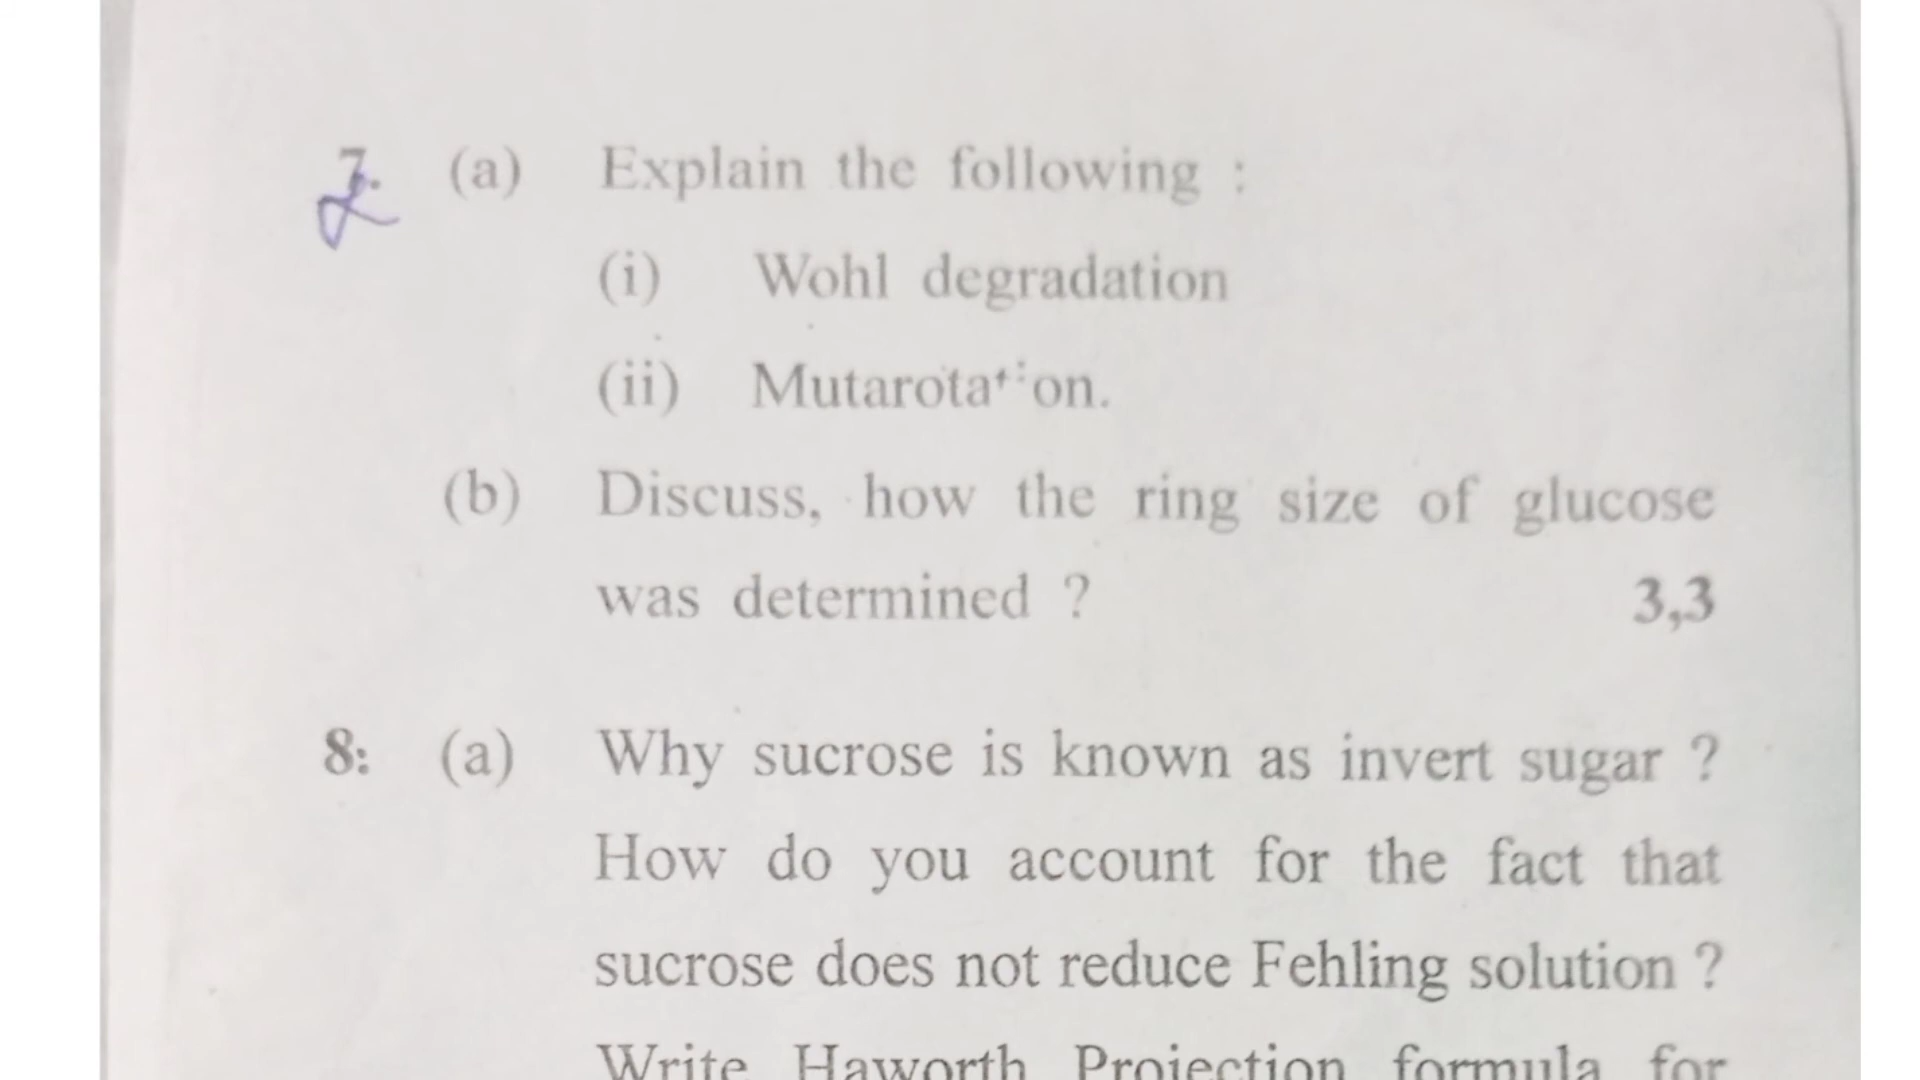 7. (a) Explain the following :
(i) Wohl degradation
(ii) Mutarotation.
(b) Discuss, how the ring size of glucose
was determined ? 3,3
8: (a) Why sucrose is known as invert sugar ?
How do you account for the fact that
sucrose does not reduce Fehling solution ?
Write Haworth Projection formula for